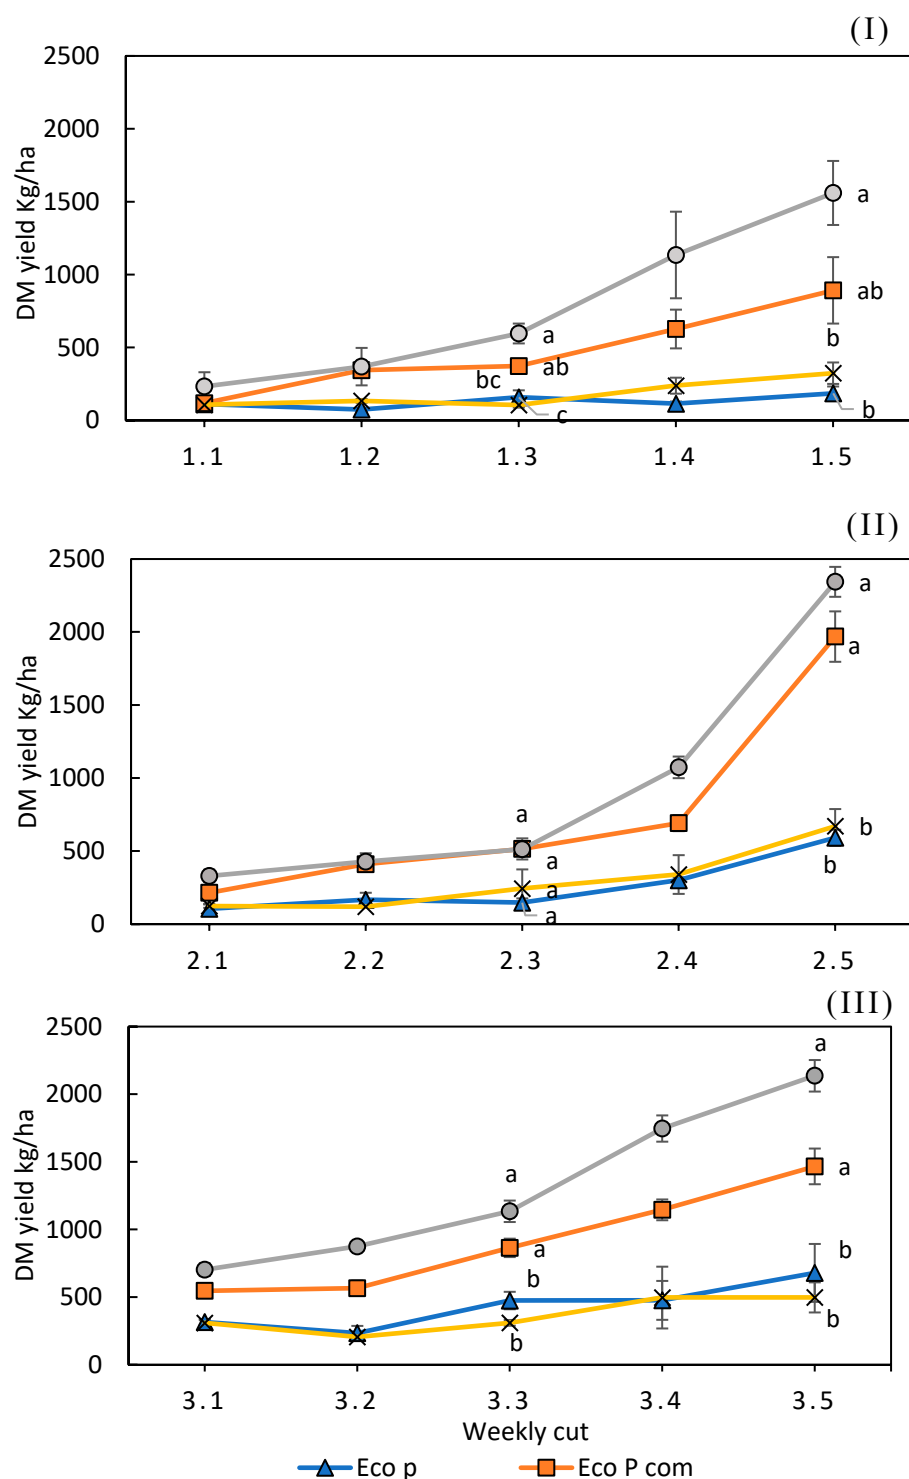 (I)
2500
2000
1500
1000
500
0
DM yield Kg/ha
a
ab
b
b
a
ab
bc
c
1.1 1.2 1.3 1.4 1.5
(II)
2500
2000
1500
1000
500
0
DM yield Kg/ha
a
a
b
b
a
a
a
a
2.1 2.2 2.3 2.4 2.5
(III)
2500
2000
1500
1000
500
0
DM yield kg/ha
a
a
b
b
a
a
b
b
3.1 3.2 3.3 3.4 3.5
Weekly cut
Eco p Eco P com